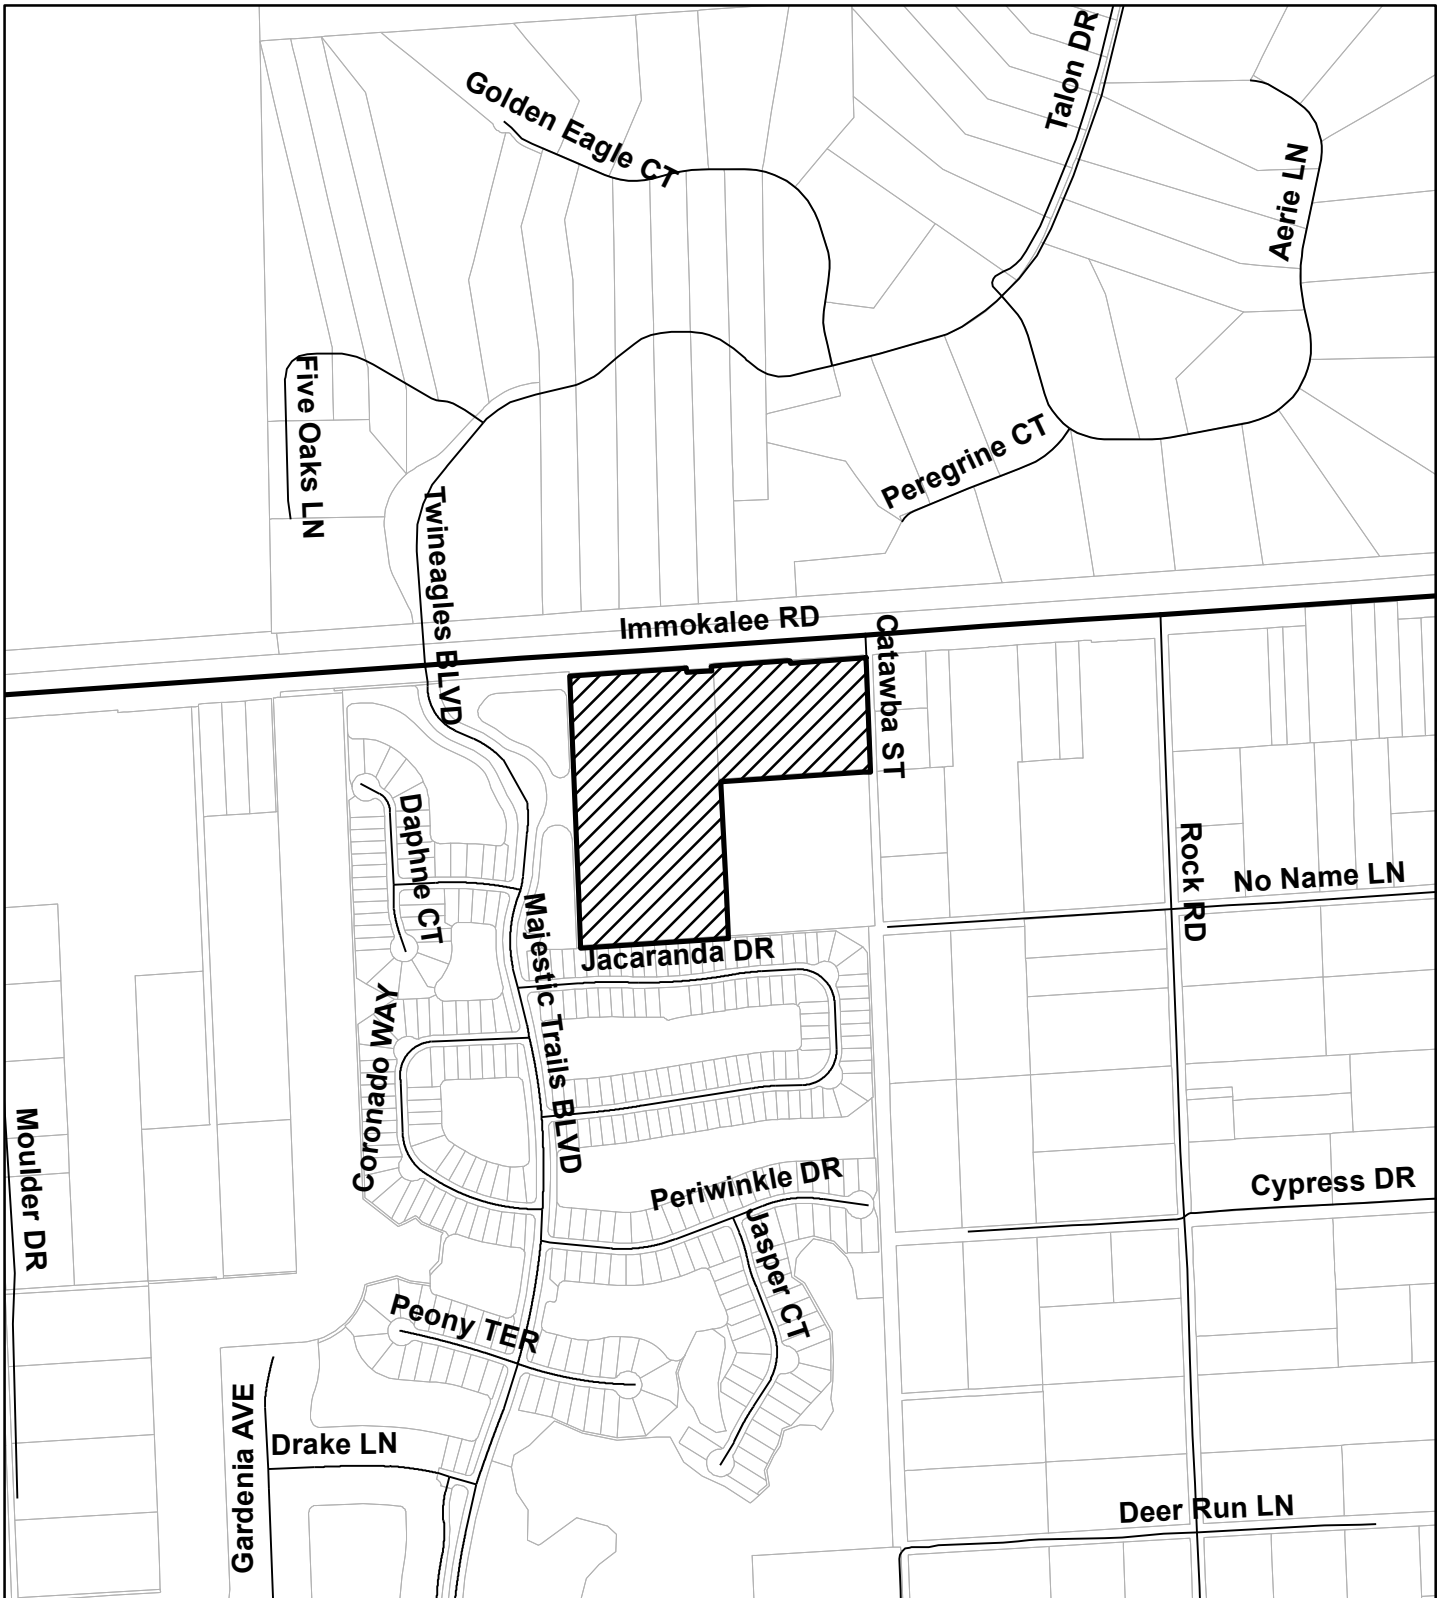 Talon DR
Golden Eagle CT
Aerie LN
Five Oaks LN
Peregrine CT
Twineagles BLVD
Immokalee RD
Catawba ST
Daphne CT
Rock RD
No Name LN
Majestic Trails BLVD
Jacaranda DR
Coronado WAY
Moulder DR
Periwinkle DR
Cypress DR
Jasper CT
Peony TER
Gardenia AVE
Drake LN
Deer Run LN